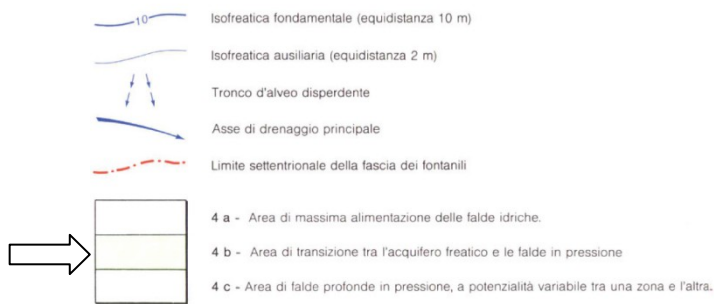 10 Isofreatica fondamentale (equidistanza 10 m)
Isofreatica ausiliaria (equidistanza 2 m)
Tronco d'alveo disperdente
Asse di drenaggio principale
Limite settentrionale della fascia dei fontanili
4 a - Area di massima alimentazione delle falde idriche.
4 b - Area di transizione tra l'acquifero freatico e le falde in pressione
4 c - Area di falde profonde in pressione, a potenzialità variabile tra una zona e l'altra.